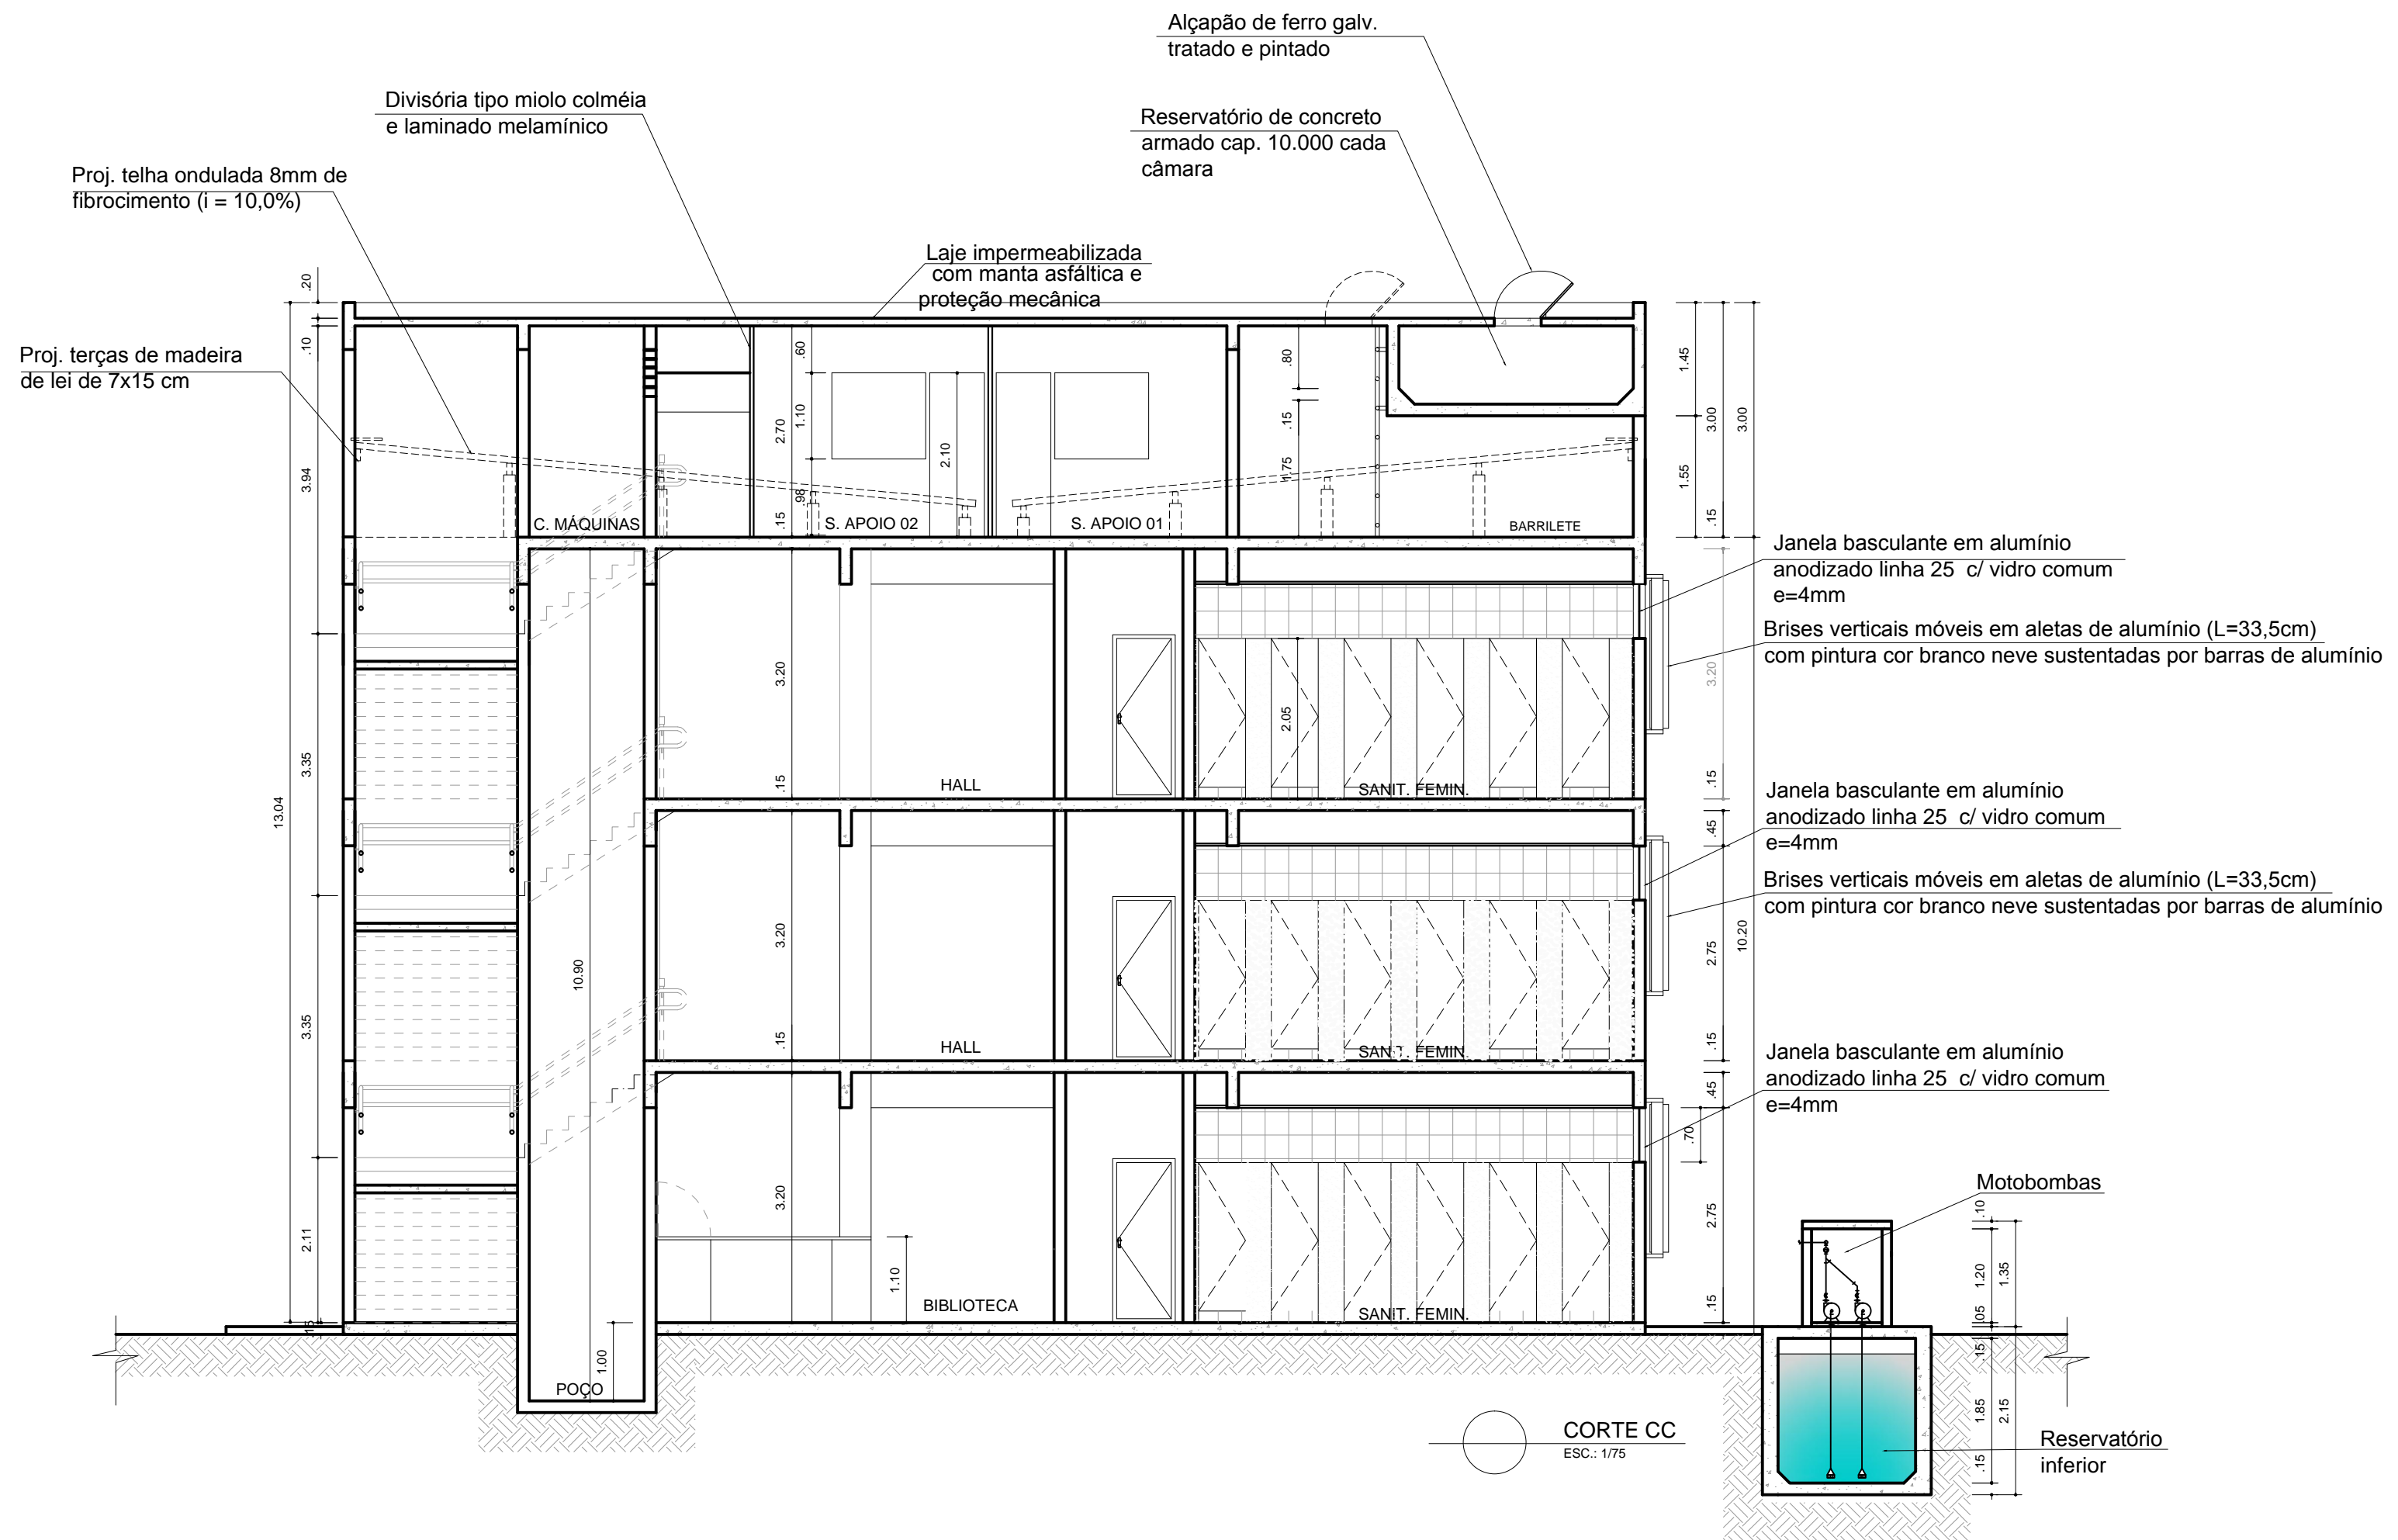 Alçapão de ferro galv.
tratado e pintado
Divisória tipo miolo colméia
e laminado melamínico
Reservatório de concreto
armado cap. 10.000 cada
câmara
Proj. telha ondulada 8mm de
fibrocimento (i = 10,0%)
Laje impermeabilizada
com manta asfáltica e
proteção mecânica
Proj. terças de madeira
de lei de 7x15 cm
.20
.10
3.94
3.35
3.35
2.11
.15
13.04
.60
1.10
2.70
2.10
.98
.15
.80
.15
1.75
1.45
3.00
3.00
1.55
.15
C. MÁQUINAS
S. APOIO 02
S. APOIO 01
BARRILETE
Janela basculante em alumínio
anodizado linha 25 c/ vidro comum
e=4mm
Brises verticais móveis em aletas de alumínio (L=33,5cm)
com pintura cor branco neve sustentadas por barras de alumínio
3.20
3.20
2.05
.15
.15
HALL
SANIT. FEMIN.
Janela basculante em alumínio
anodizado linha 25 c/ vidro comum
e=4mm
Brises verticais móveis em aletas de alumínio (L=33,5cm)
com pintura cor branco neve sustentadas por barras de alumínio
.45
10.20
2.75
3.20
10.90
.15
.15
HALL
SANIT. FEMIN.
Janela basculante em alumínio
anodizado linha 25 c/ vidro comum
e=4mm
.45
.70
3.20
2.75
1.10
.15
BIBLIOTECA
SANIT. FEMIN.
Motobombas
.10
1.20
1.35
.05
.15
1.85
2.15
.15
1.00
POÇO
CORTE CC
ESC.: 1/75
Reservatório
inferior